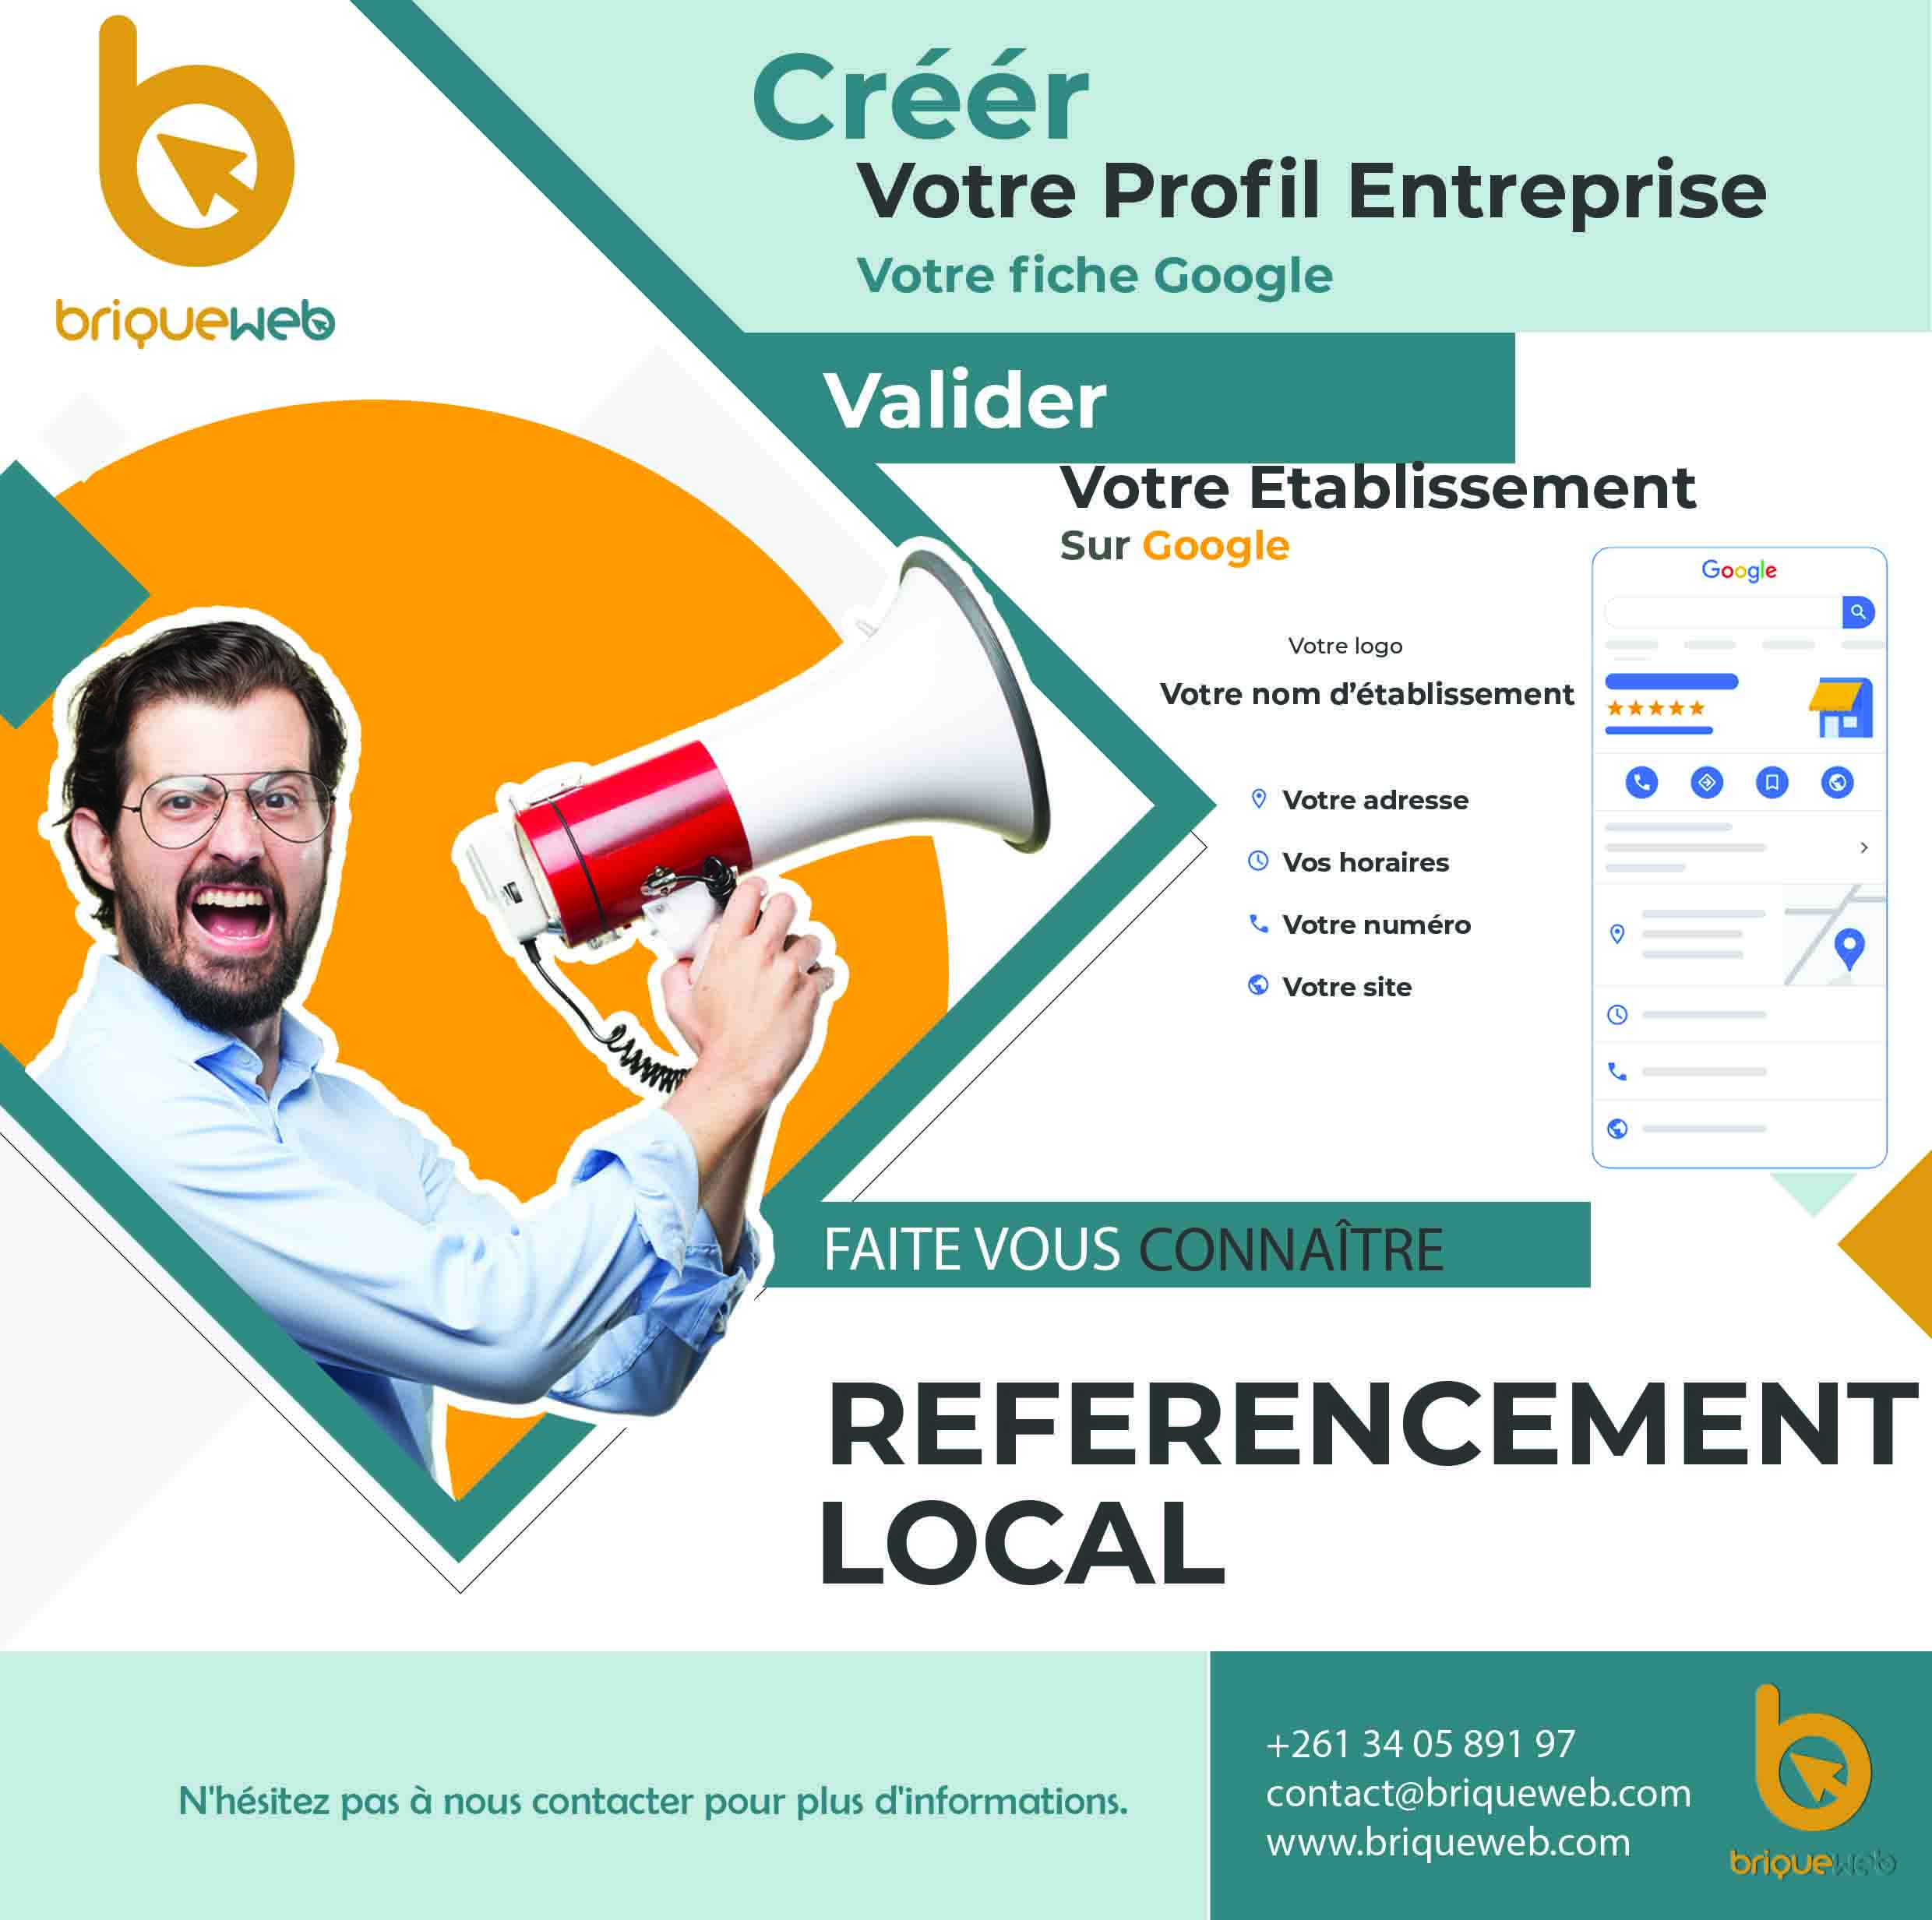 briqueweb
Créér
Votre Profil Entreprise
Votre fiche Google
Valider
Votre Etablissement
Sur Google
Google
Votre logo
Votre nom d’établissement
Votre adresse
Vos horaires
Votre numéro
Votre site
FAITE VOUS CONNAÎTRE
REFERENCEMENT
LOCAL
N'hésitez pas à nous contacter pour plus d'informations.
+261 34 05 891 97
contact@briqueweb.com
www.briqueweb.com
briqueweb